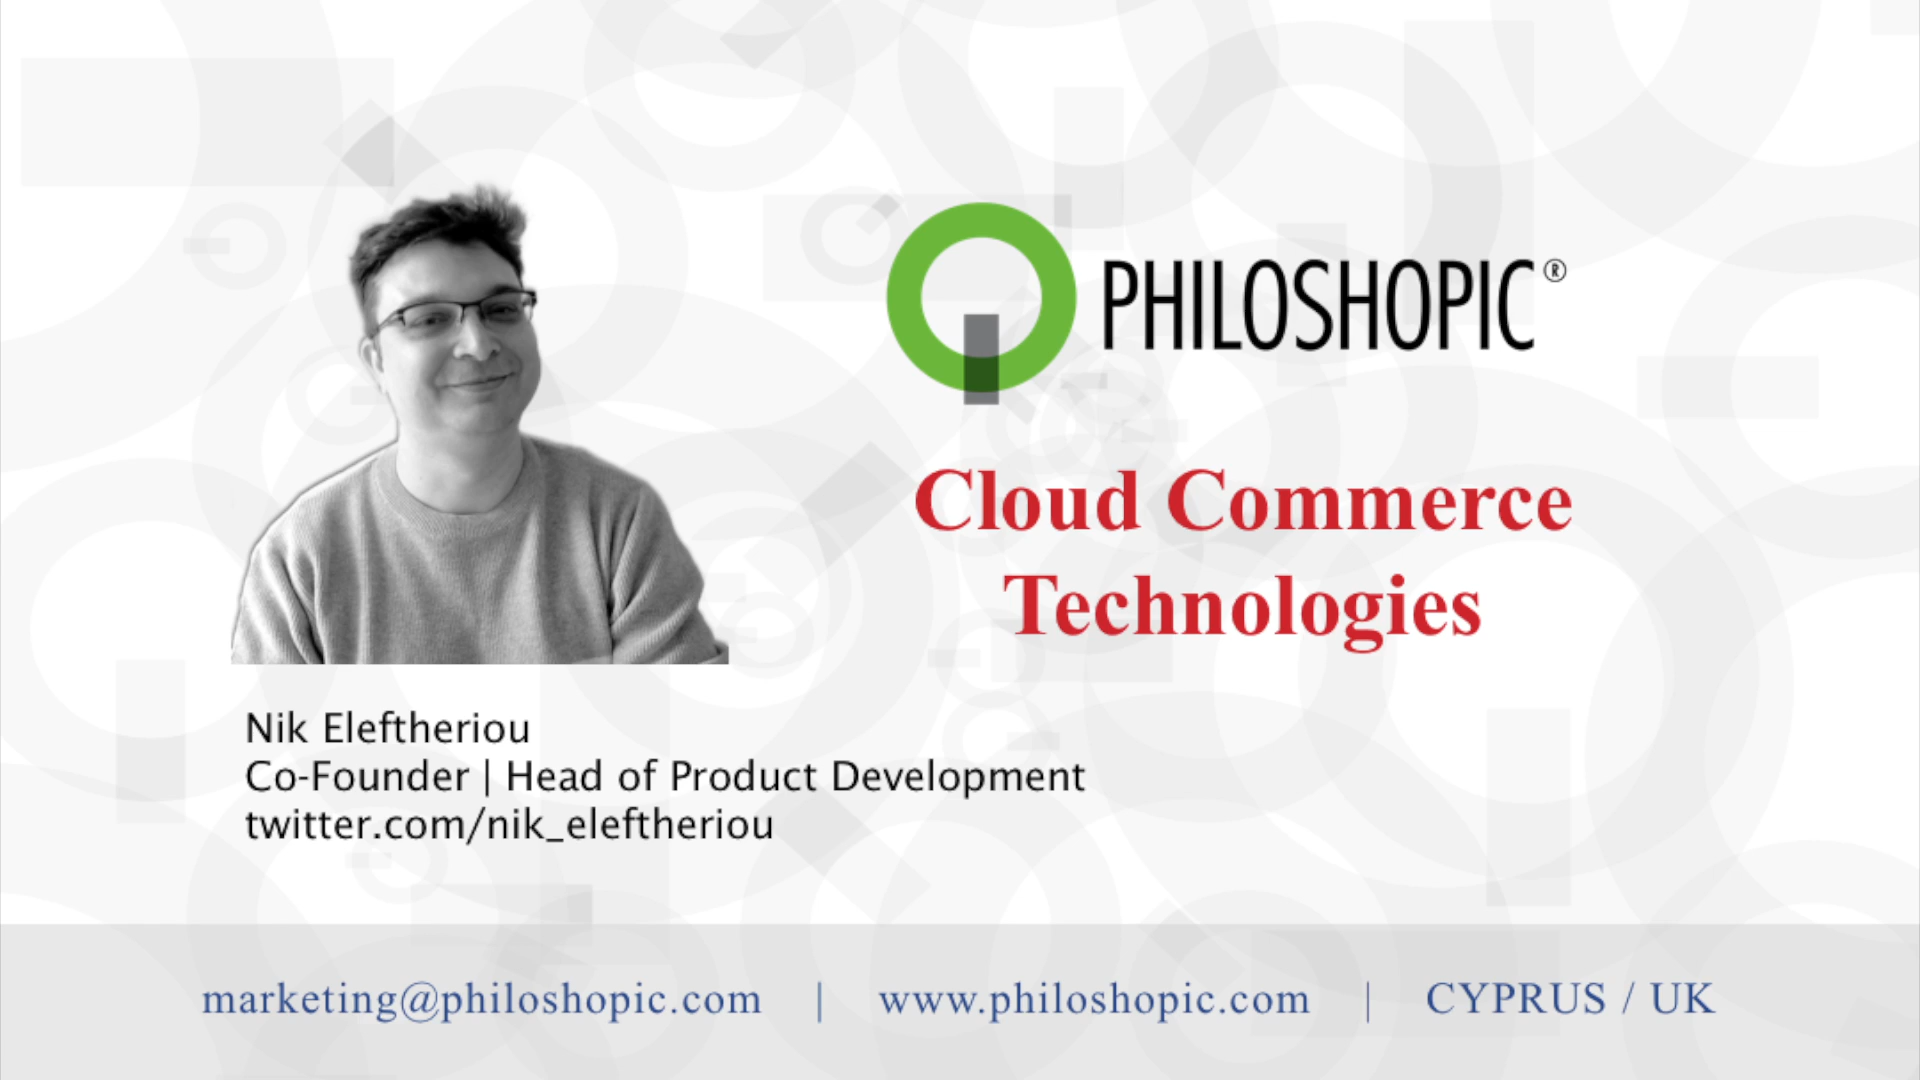 PHILOSHOPIC®
Cloud Commerce
Technologies
Nik Eleftheriou
Co-Founder | Head of Product Development
twitter.com/nik_eleftheriou
marketing@philoshopic.com | www.philoshopic.com | CYPRUS / UK